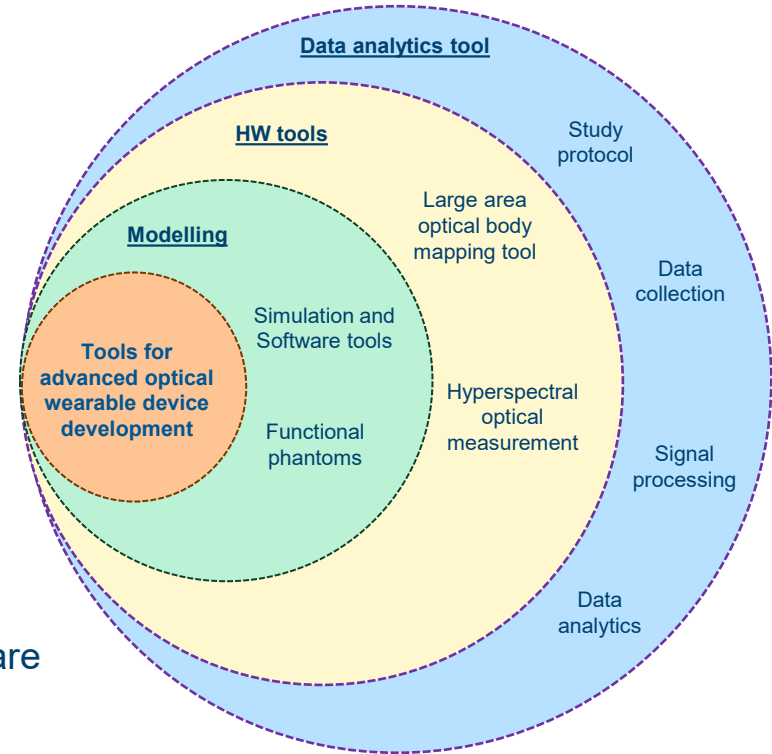 Data analytics tool
HW tools
Study
protocol
Large area
optical body
mapping tool
Modelling
Data
collection
Simulation and
Software tools
Tools for
advanced optical
wearable device
development
Hyperspectral
optical
measurement
Functional
phantoms
Signal
processing
Data
analytics
are